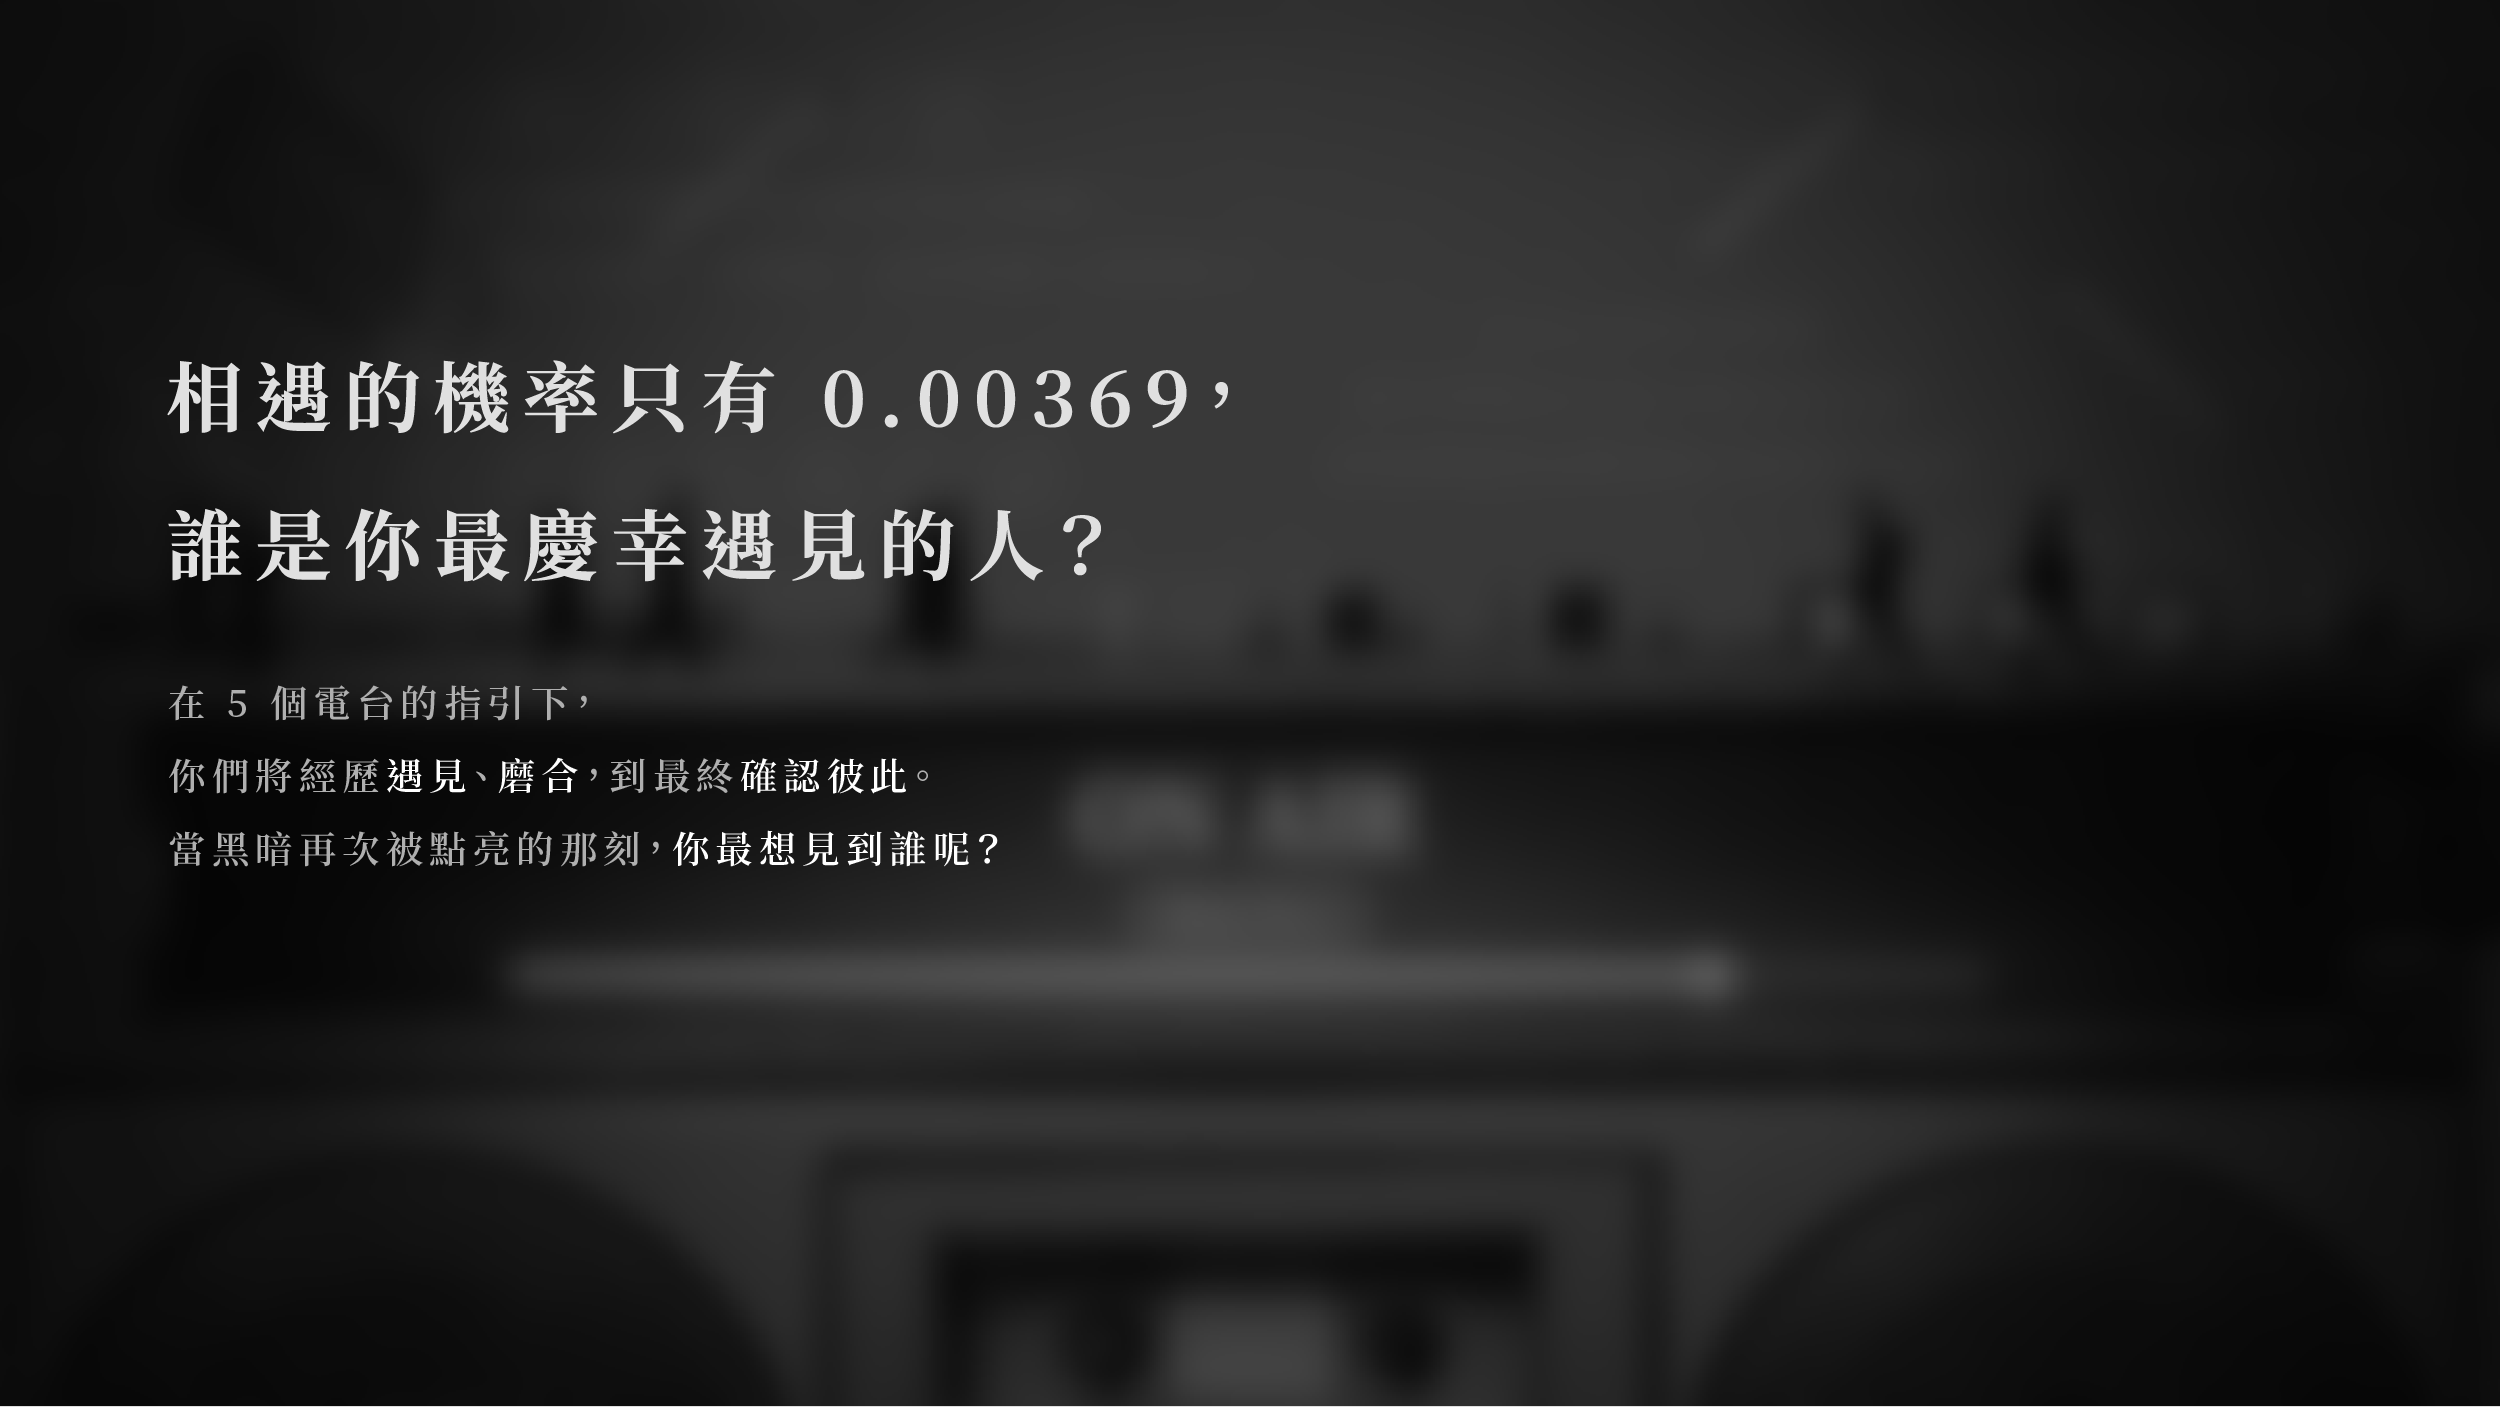 相遇的機率只有 0.00369，
誰是你最慶幸遇見的人？
在 5 個電台的指引下，
你們將經歷遇見、磨合，到最終確認彼此。
當黑暗再次被點亮的那刻，你最想見到誰呢？